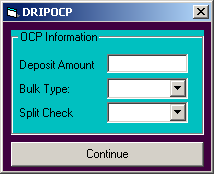 DRIPOCP
OCP Information
Deposit Amount
Bulk Type:
Split Check
Continue